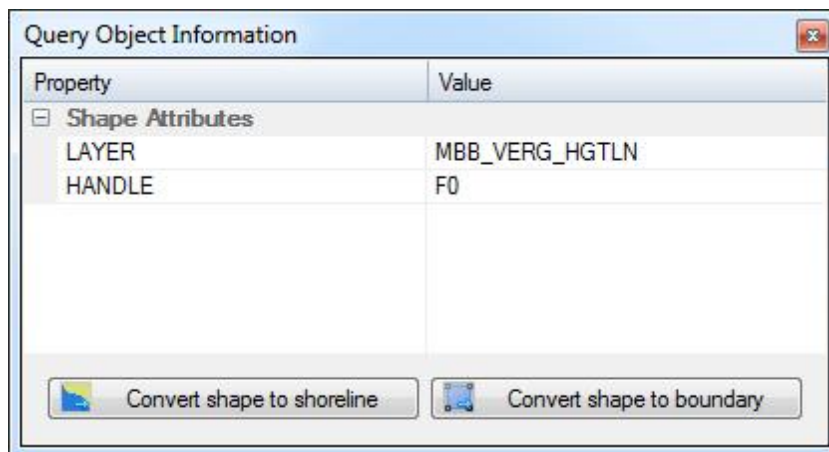 Query Object Information
Property Value
Shape Attributes
LAYER MBB_VERG_HGTLN
HANDLE F0
Convert shape to shoreline Convert shape to boundary